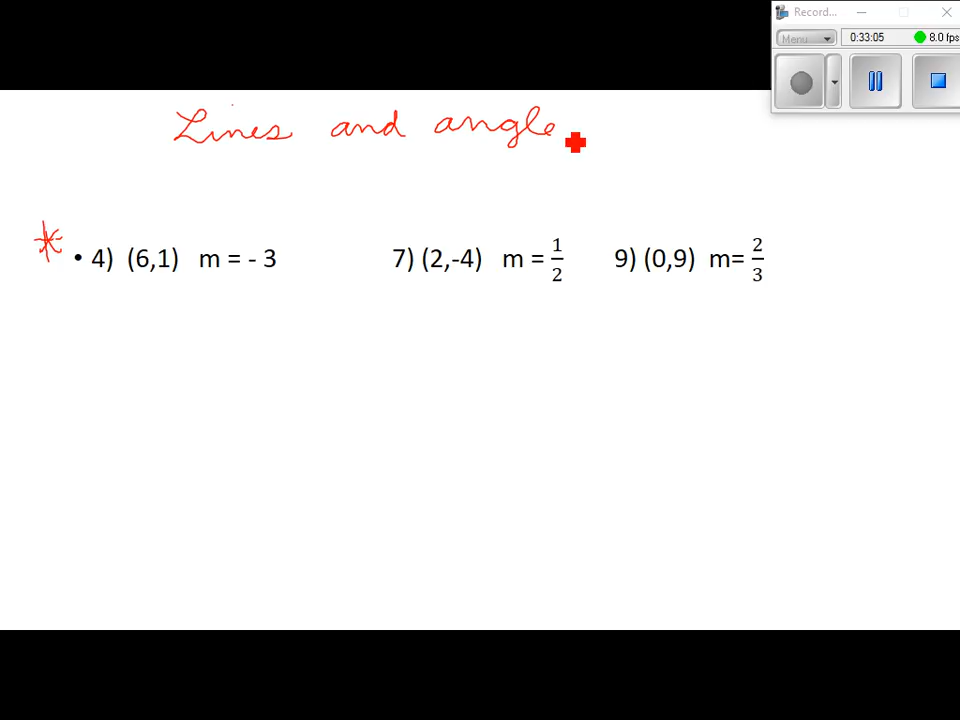 Record...
Menu 0:33:05 8.0 fps
Lines and angle
* • 4) (6,1) m = - 3 7) (2,-4) m = 1/2 9) (0,9) m= 2/3